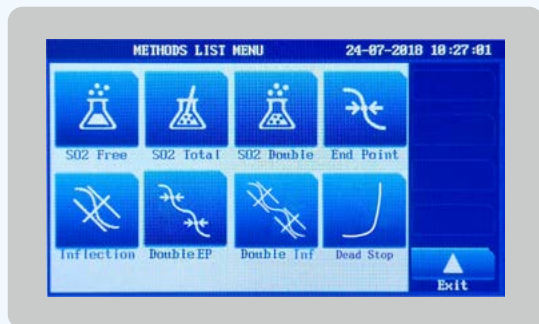 METHODS LIST MENU 24-07-2018 10:27:01
SO2 Free SO2 Total SO2 Double End Point
Inflection Double EP Double Inf Dead Stop
Exit